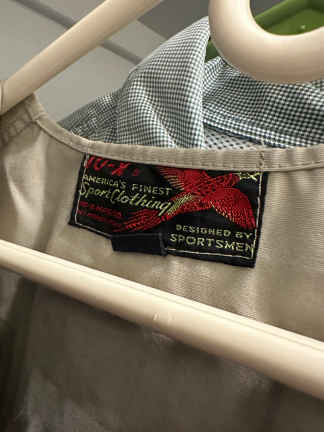 AMERICA'S FINEST
Sport Clothing
DESIGNED BY
SPORTSMEN